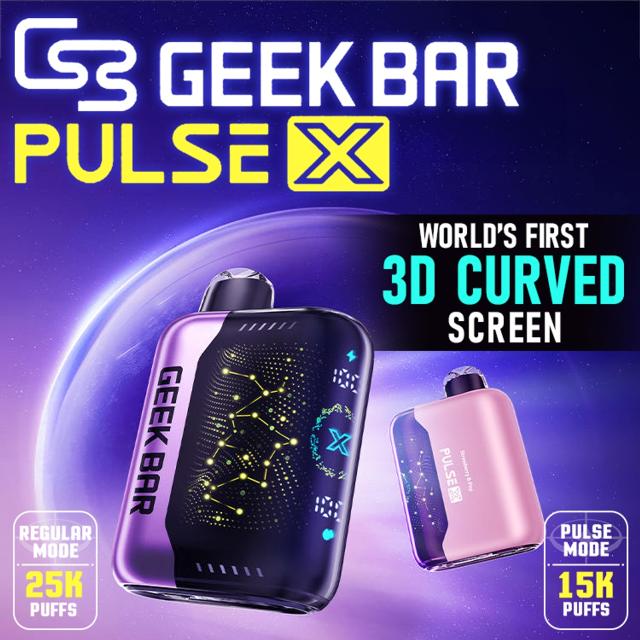 GEEK BAR
PULSE X
WORLD'S FIRST
3D CURVED
SCREEN
GEEK BAR
X
PULSE X
REGULAR
MODE
25K
PUFFS
PULSE
MODE
15K
PUFFS